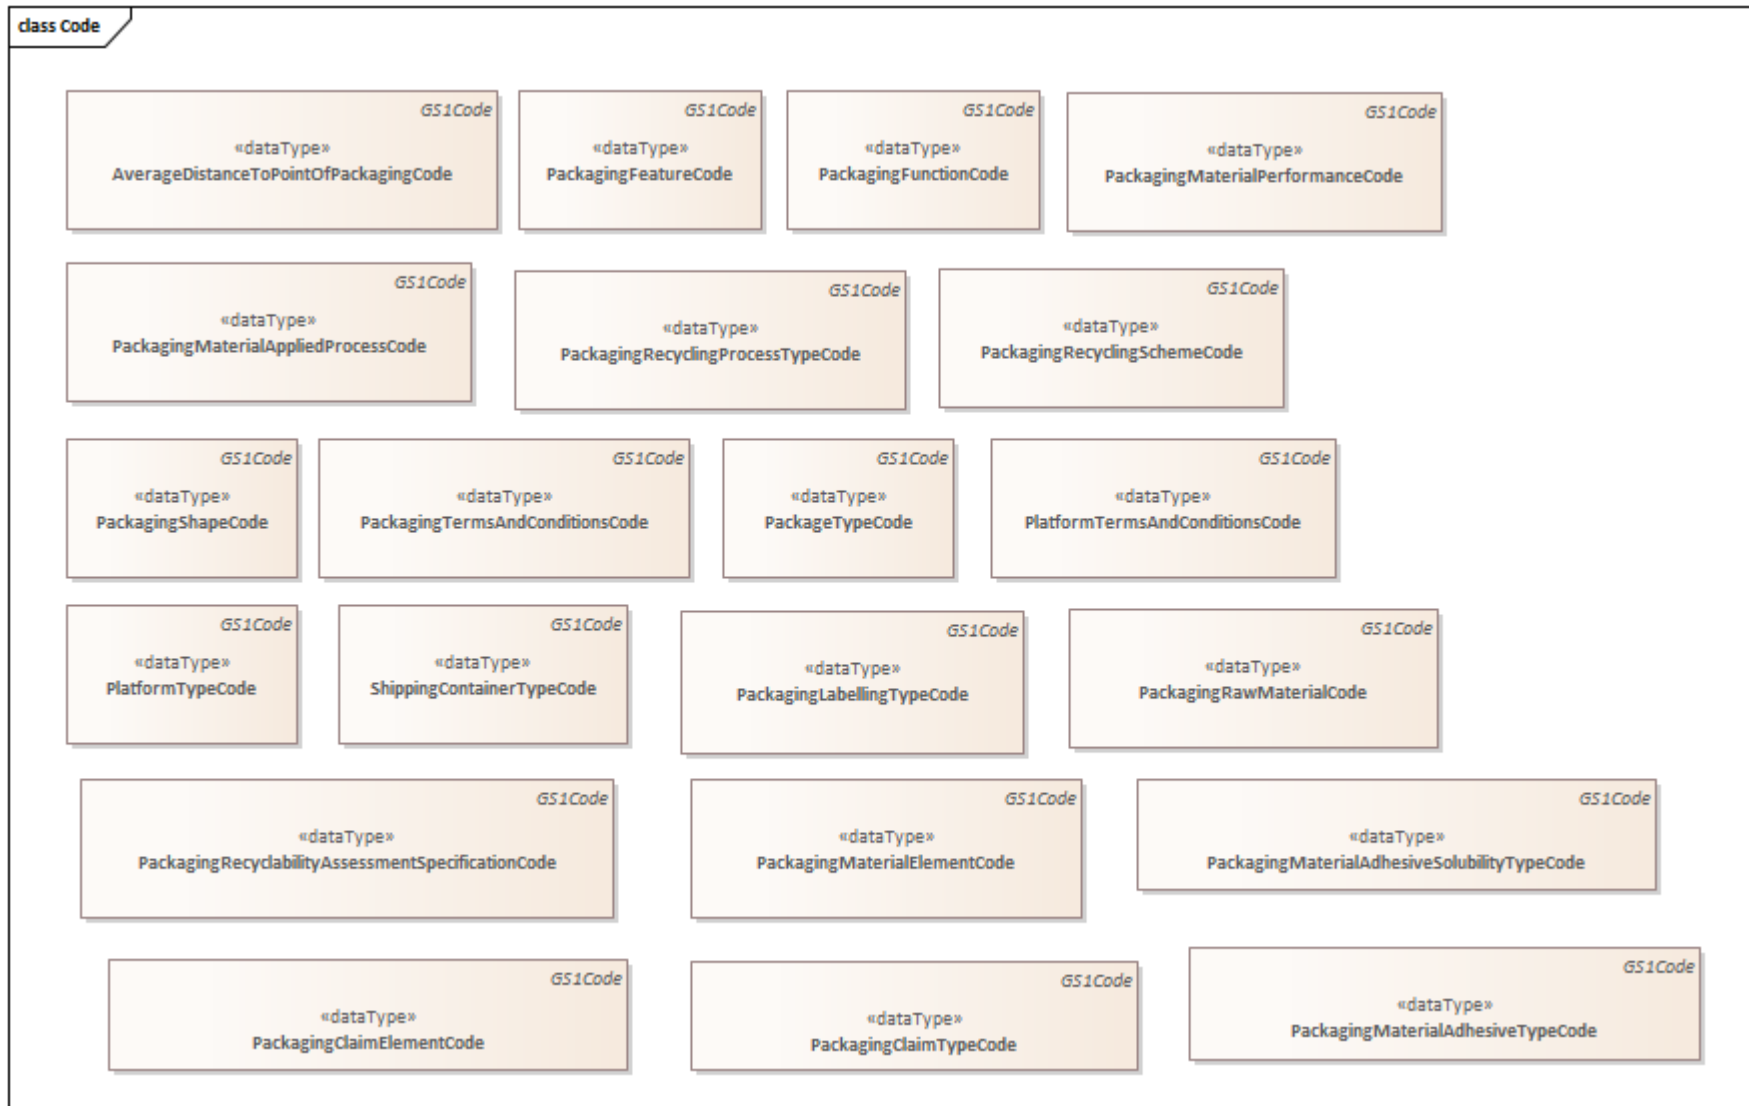 class Code
GS1Code
«dataType»
AverageDistanceToPointOfPackagingCode
GS1Code
«dataType»
PackagingFeatureCode
GS1Code
«dataType»
PackagingFunctionCode
GS1Code
«dataType»
PackagingMaterialPerformanceCode
GS1Code
«dataType»
PackagingMaterialAppliedProcessCode
GS1Code
«dataType»
PackagingRecyclingProcessTypeCode
GS1Code
«dataType»
PackagingRecyclingSchemeCode
GS1Code
«dataType»
PackagingShapeCode
GS1Code
«dataType»
PackagingTermsAndConditionsCode
GS1Code
«dataType»
PackageTypeCode
GS1Code
«dataType»
PlatformTermsAndConditionsCode
GS1Code
«dataType»
PlatformTypeCode
GS1Code
«dataType»
ShippingContainerTypeCode
GS1Code
«dataType»
PackagingLabellingTypeCode
GS1Code
«dataType»
PackagingRawMaterialCode
GS1Code
«dataType»
PackagingRecyclabilityAssessmentSpecificationCode
GS1Code
«dataType»
PackagingMaterialElementCode
GS1Code
«dataType»
PackagingMaterialAdhesiveSolubilityTypeCode
GS1Code
«dataType»
PackagingClaimElementCode
GS1Code
«dataType»
PackagingClaimTypeCode
GS1Code
«dataType»
PackagingMaterialAdhesiveTypeCode